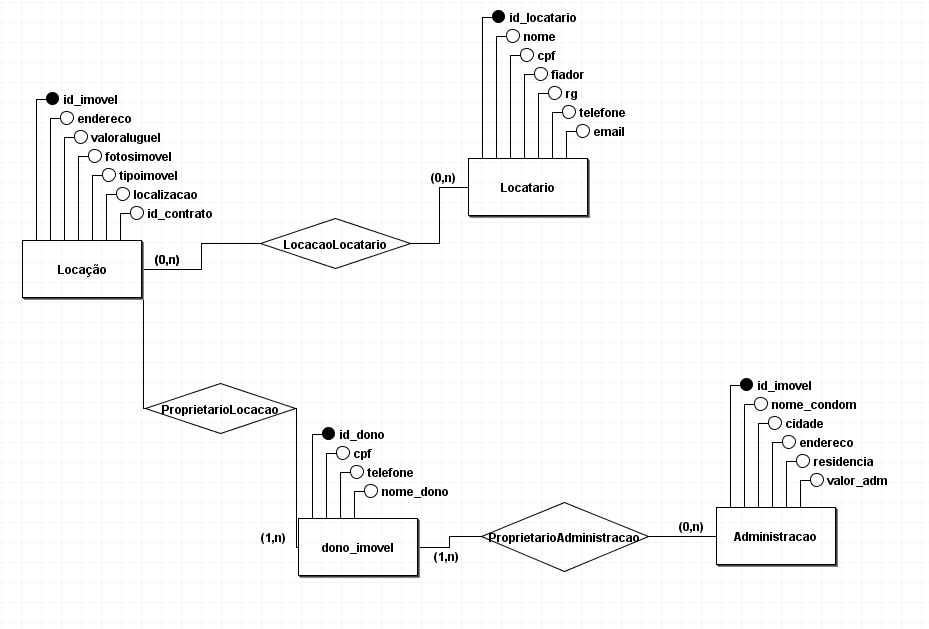 id_locatario
nome
cpf
fiador
rg
telefone
email
Locatario
(0,n)
id_imovel
endereco
valoraluguel
fotosimovel
tipoimovel
localizacao
id_contrato
Locação
(0,n)
LocacaoLocatario
ProprietarioLocacao
id_dono
cpf
telefone
nome_dono
(1,n)
dono_imovel
(1,n)
ProprietarioAdministracao
(0,n)
id_imovel
nome_condom
cidade
endereco
residencia
valor_adm
Administracao